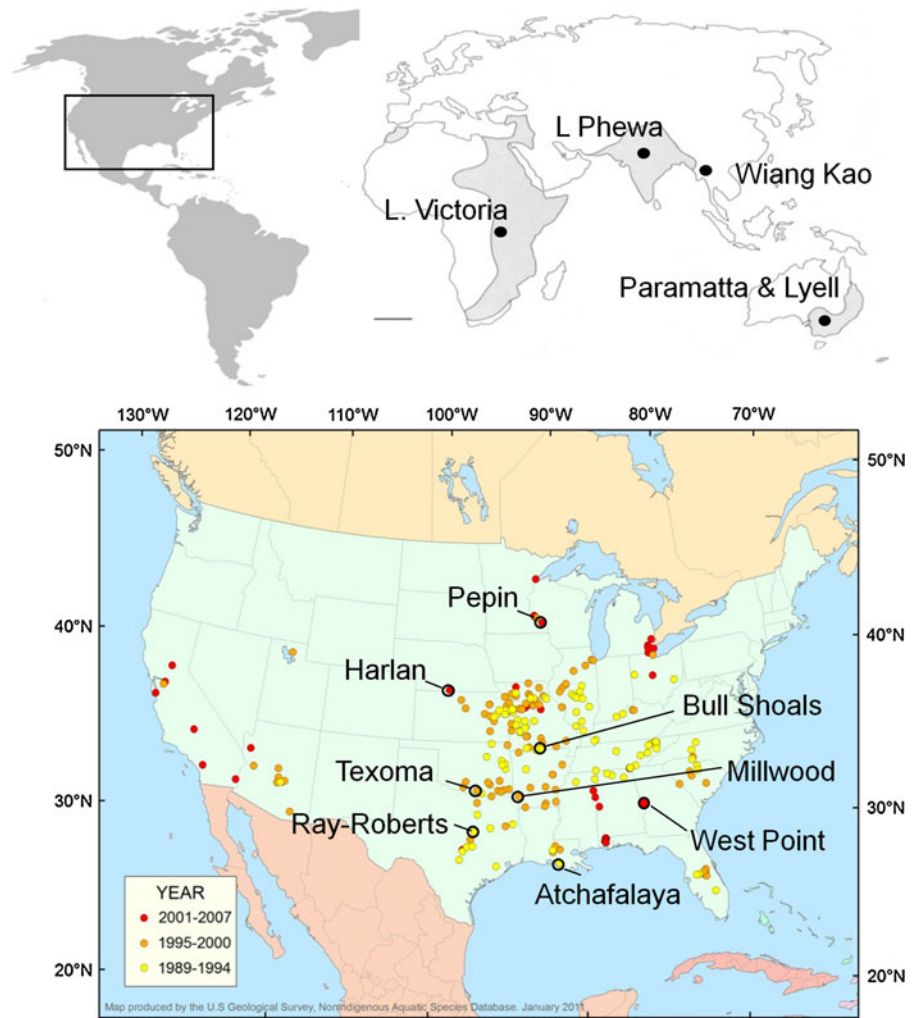 L Phewa
Wiang Kao
L. Victoria
Paramatta & Lyell
130°W 120°W 110°W 100°W 90°W 80°W 70°W
50°N 50°N
Pepin
40°N 40°N
Harlan
Bull Shoals
Texoma
Millwood
30°N 30°N
Ray-Roberts
West Point
Atchafalaya
YEAR
2001-2007
1995-2000
1989-1994
20°N 20°N
Map produced by the U.S Geological Survey, Nonindigenous Aquatic Species Database. January 2011